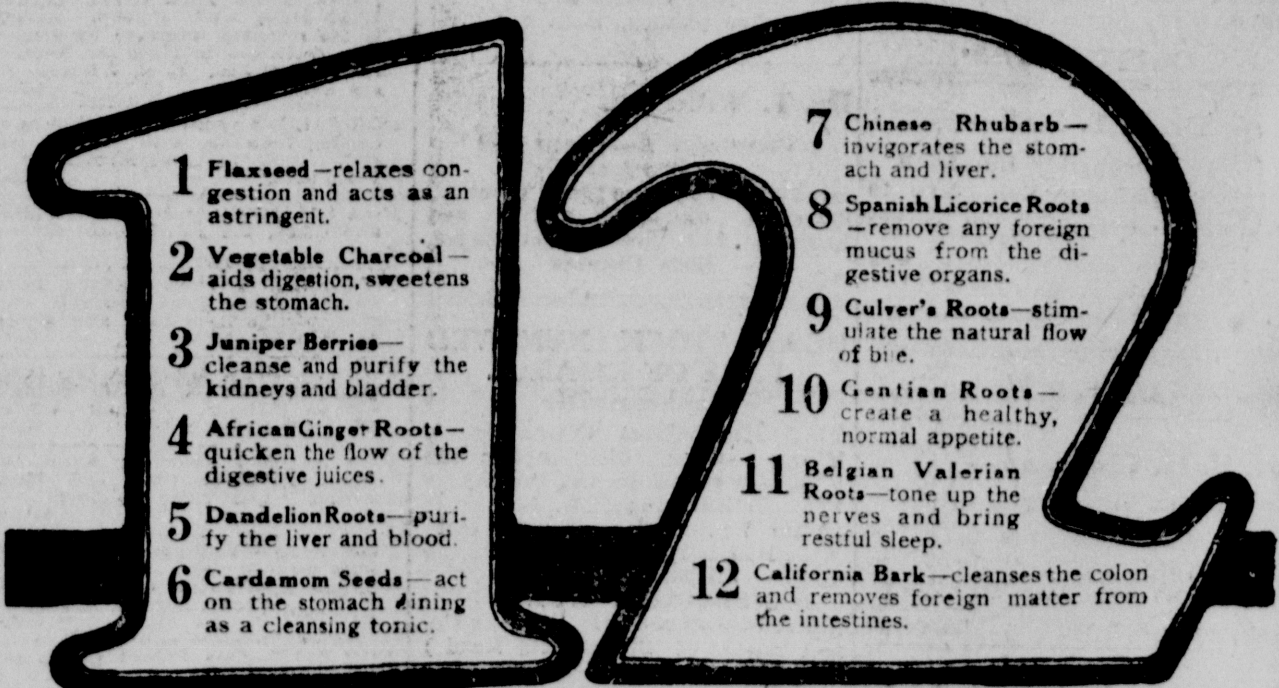 1 Flaxseed—relaxes con-
gestion and acts as an
astringent.
2 Vegetable Charcoal—
aids digestion, sweetens
the stomach.
3 Juniper Berries—
cleanse and purify the
kidneys and bladder.
4 African Ginger Roots—
quicken the flow of the
digestive juices.
5 Dandelion Roots—puri-
fy the liver and blood.
6 Cardamom Seeds—act
on the stomach lining
as a cleansing tonic.
7 Chinese Rhubarb—
invigorates the stom-
ach and liver.
8 Spanish Licorice Roots
—remove any foreign
mucus from the di-
gestive organs.
9 Culver's Roots—stim-
ulate the natural flow
of bile.
10 Gentian Roots—
create a healthy,
normal appetite.
11 Belgian Valerian
Roots—tone up the
nerves and bring
restful sleep.
12 California Bark—cleanses the colon
and removes foreign matter from
the intestines.